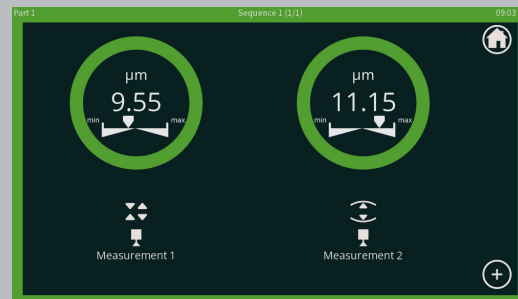 Part 1 Sequence 1 (1/1) 09:03
µm µm
9.55 11.15
min max min max
Measurement 1 Measurement 2